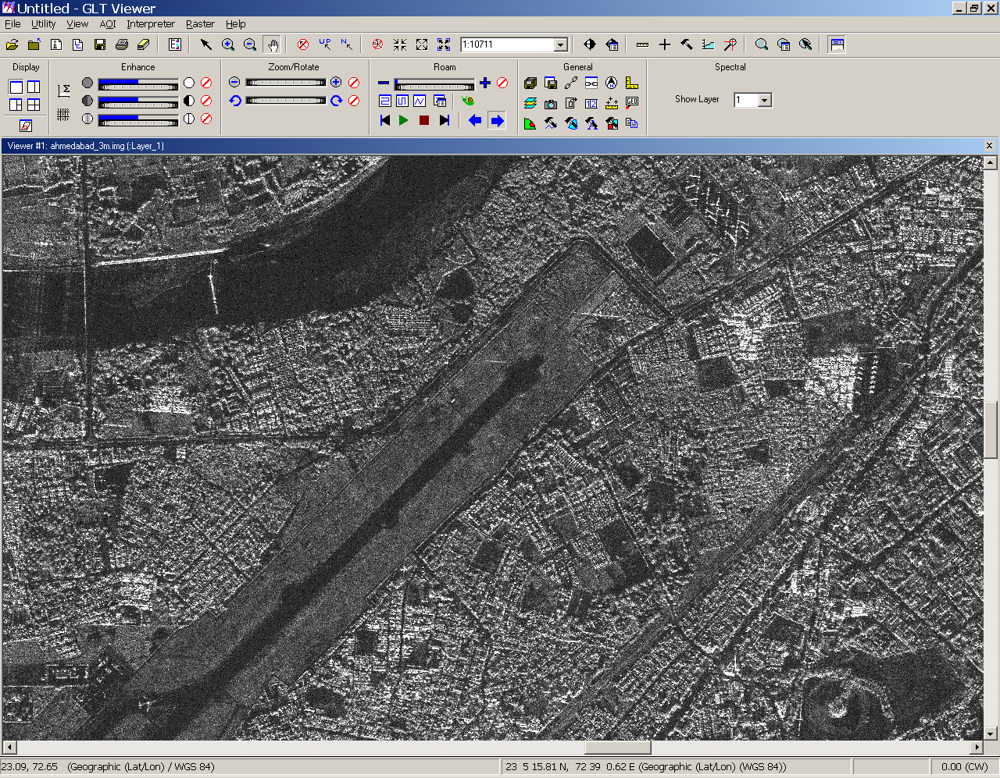 Untitled - GLT Viewer
File Utility View AOI Interpreter Raster Help
UP N
1:10711
Display Enhance Zoom/Rotate Roam General Spectral
Show Layer 1
Viewer #1: ahmedabad_3m.img (:Layer_1)
23.09, 72.65 (Geographic (Lat/Lon) / WGS 84) 23 5 15.81 N, 72 39 0.62 E (Geographic (Lat/Lon) (WGS 84)) 0.00 (CW)